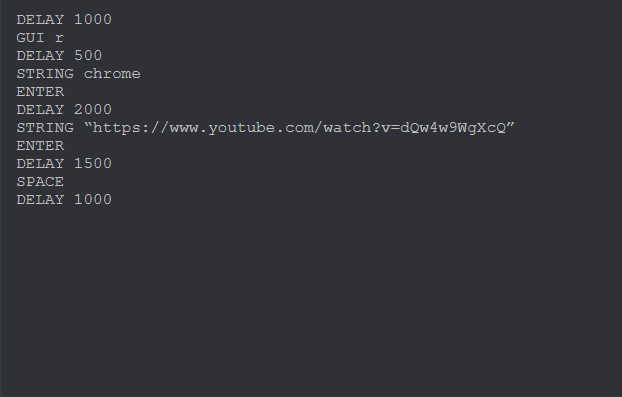 DELAY 1000
GUI r
DELAY 500
STRING chrome
ENTER
DELAY 2000
STRING “https://www.youtube.com/watch?v=dQw4w9WgXcQ”
ENTER
DELAY 1500
SPACE
DELAY 1000